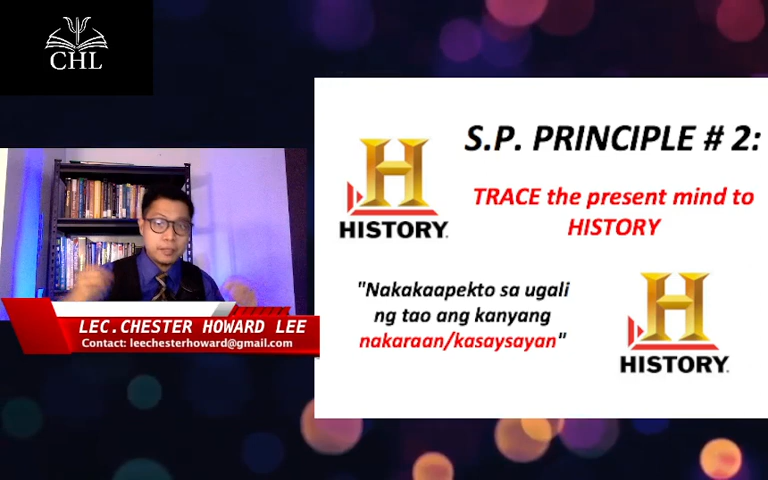 CHL
S.P. PRINCIPLE # 2:
TRACE the present mind to
HISTORY
HISTORY.
"Nakakaapekto sa ugali
ng tao ang kanyang
nakaraan/kasaysayan"
HISTORY.
LEC.CHESTER HOWARD LEE
Contact: leechesterhoward@gmail.com